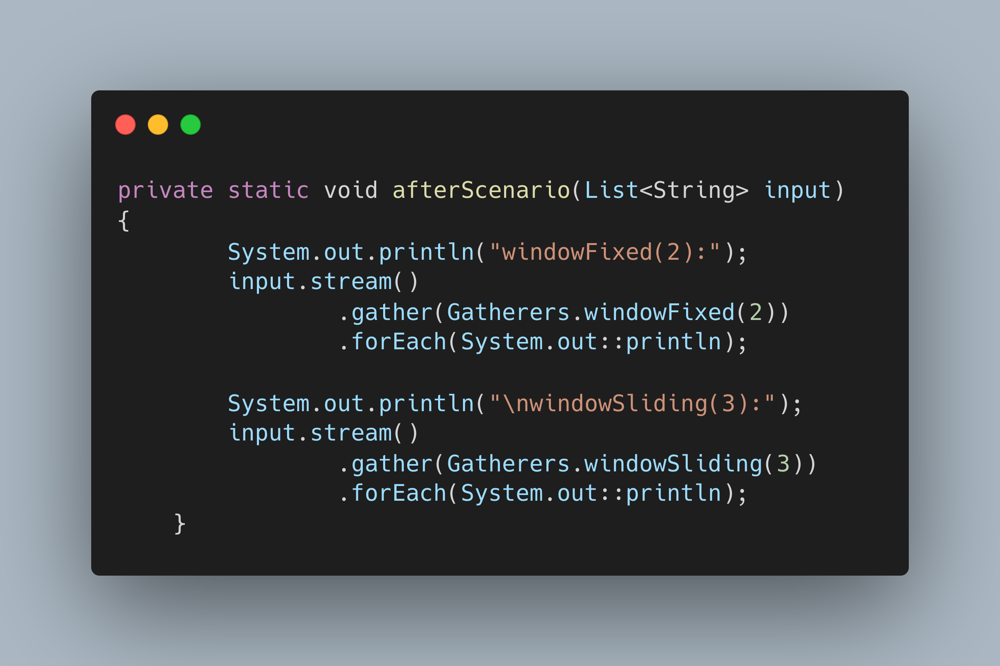 private static void afterScenario(List<String> input)
{
        System.out.println("windowFixed(2):");
        input.stream()
                .gather(Gatherers.windowFixed(2))
                .forEach(System.out::println);

        System.out.println("\nwindowSliding(3):");
        input.stream()
                .gather(Gatherers.windowSliding(3))
                .forEach(System.out::println);
    }